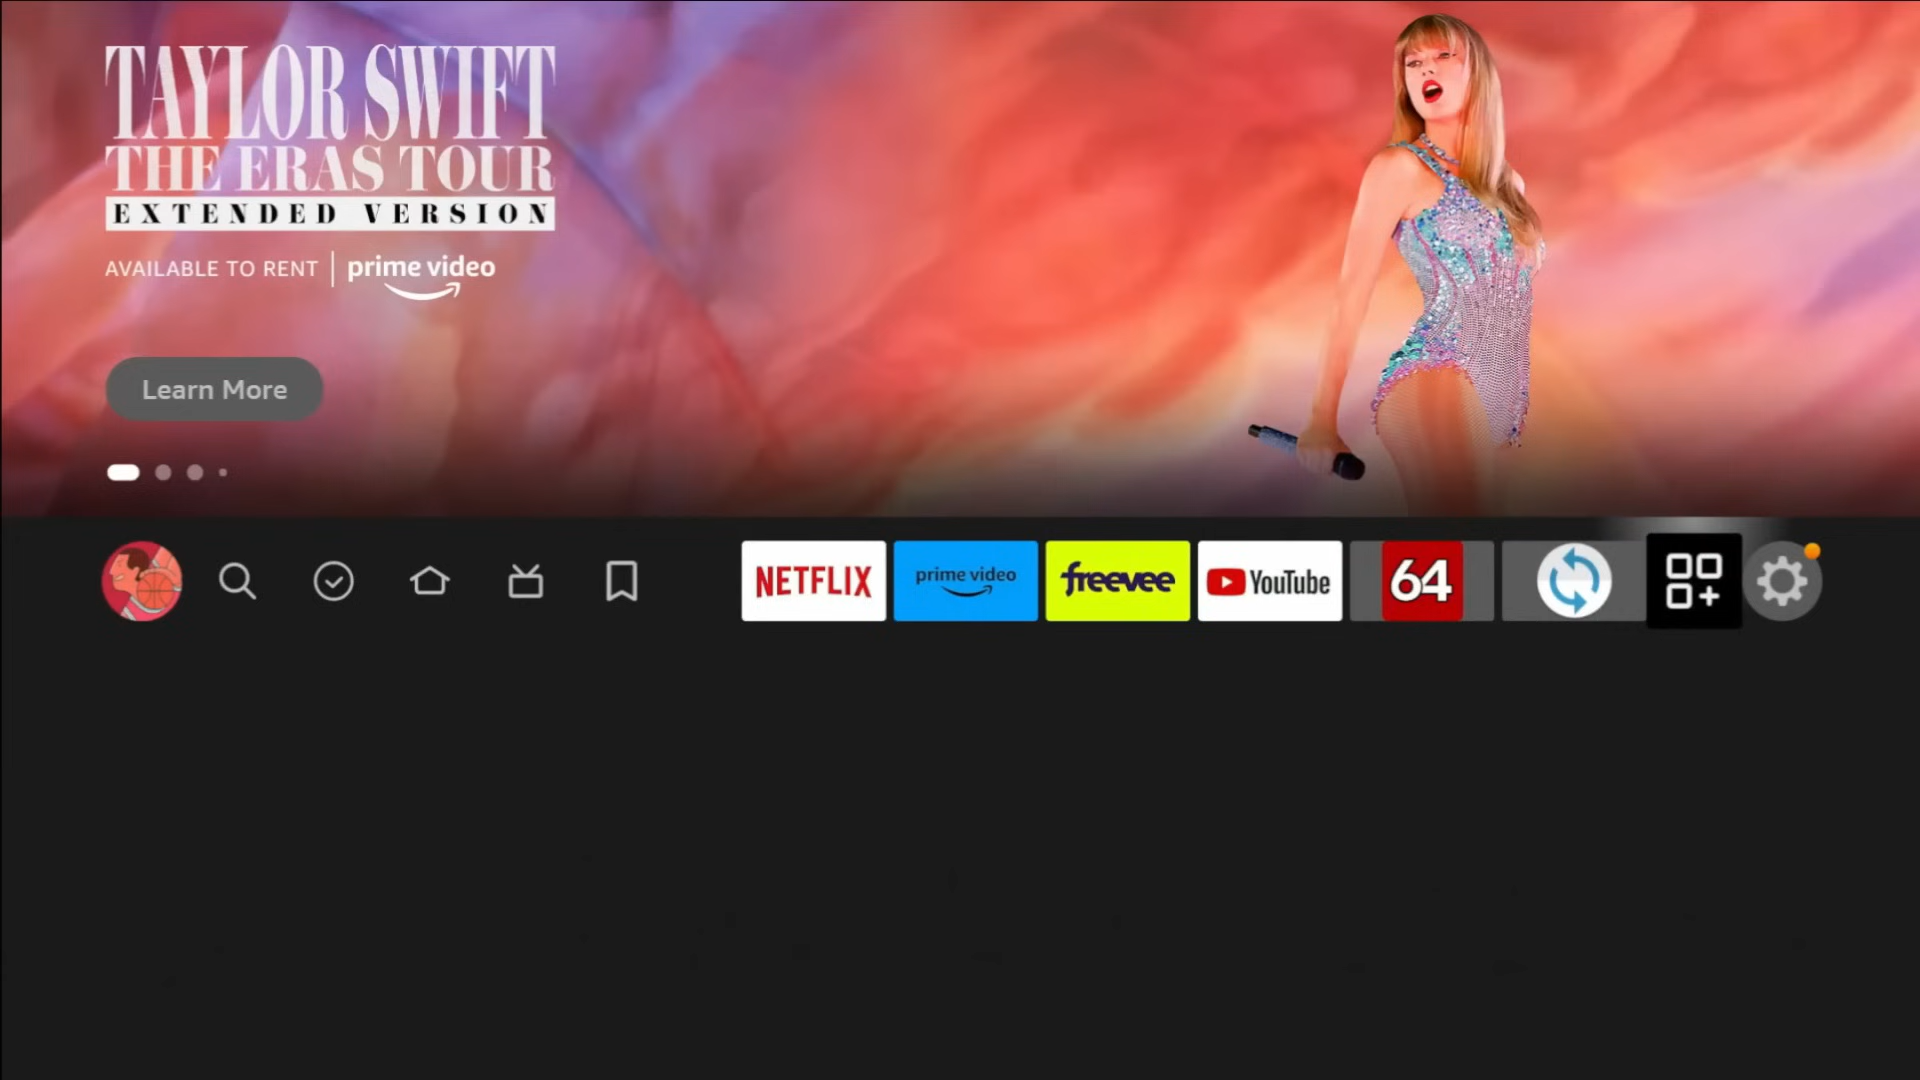 TAYLOR SWIFT
THE ERAS TOUR
EXTENDED VERSION
AVAILABLE TO RENT | prime video
Learn More
NETFLIX
prime video
freevee
YouTube
64